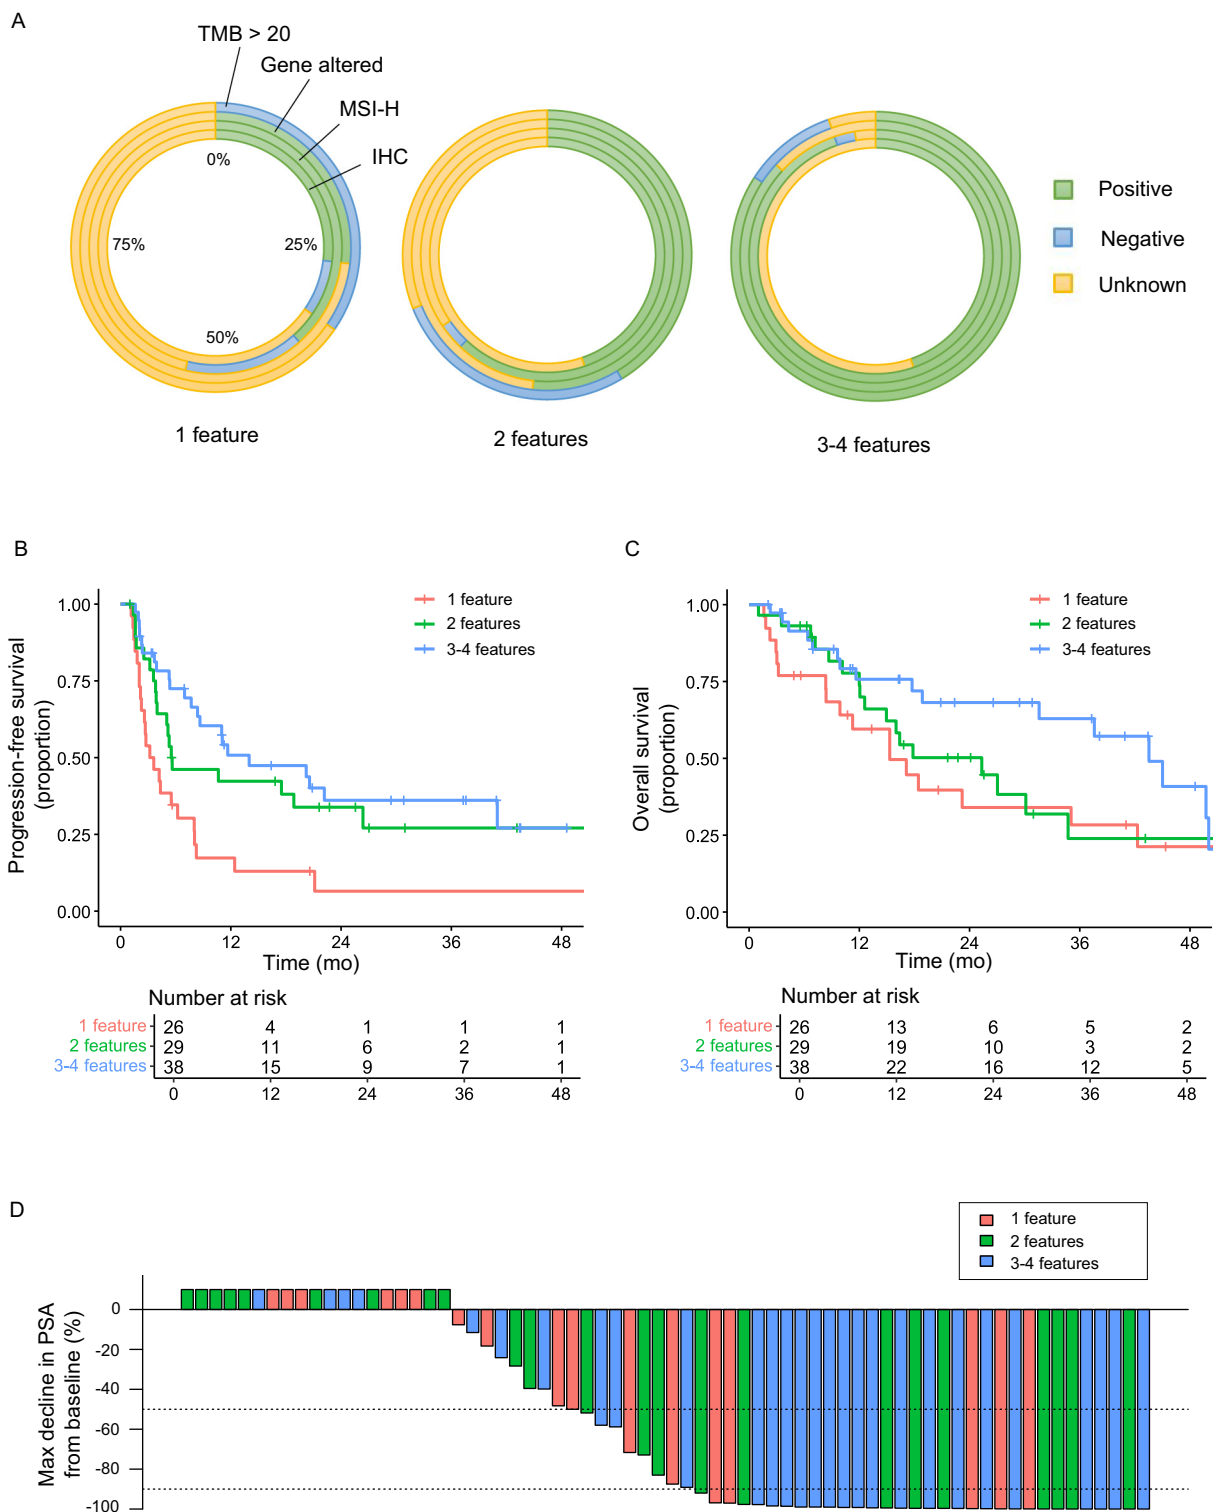 A
TMB > 20
Gene altered
MSI-H
IHC
0%
25%
50%
75%
1 feature
2 features
3-4 features
Positive
Negative
Unknown
B
Progression-free survival
(proportion)
1.00
0.75
0.50
0.25
0.00
0 12 24 36 48
Time (mo)
1 feature
2 features
3-4 features
Number at risk
1 feature 26 4 1 1 1
2 features 29 11 6 2 1
3-4 features 38 15 9 7 1
0 12 24 36 48
C
Overall survival
(proportion)
1.00
0.75
0.50
0.25
0.00
0 12 24 36 48
Time (mo)
1 feature
2 features
3-4 features
Number at risk
1 feature 26 13 6 5 2
2 features 29 19 10 3 2
3-4 features 38 22 16 12 5
0 12 24 36 48
D
1 feature
2 features
3-4 features
Max decline in PSA
from baseline (%)
0
-20
-40
-60
-80
-100